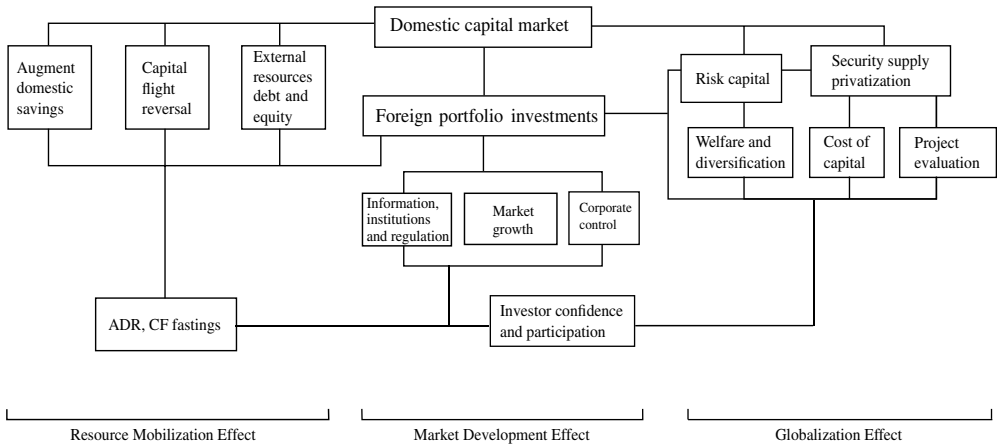 Domestic capital market
Augment
domestic
savings
Capital
flight
reversal
External
resources
debt and
equity
Risk capital
Security supply
privatization
Foreign portfolio investments
Welfare and
diversification
Cost of
capital
Project
evaluation
Information,
institutions
and regulation
Market
growth
Corporate
control
ADR, CF fastings
Investor confidence
and participation
Resource Mobilization Effect
Market Development Effect
Globalization Effect